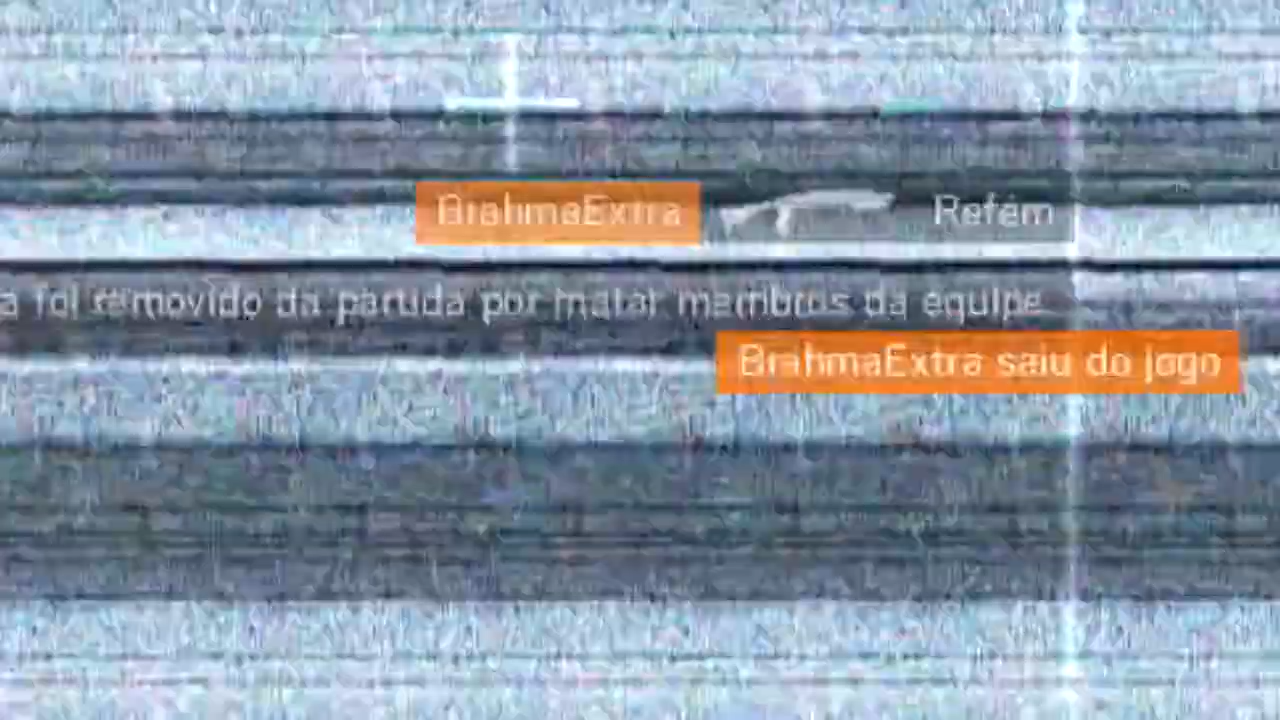 BrahmaExtra Refém
a foi removido da partida por matar membros da equipe
BrahmaExtra saiu do jogo